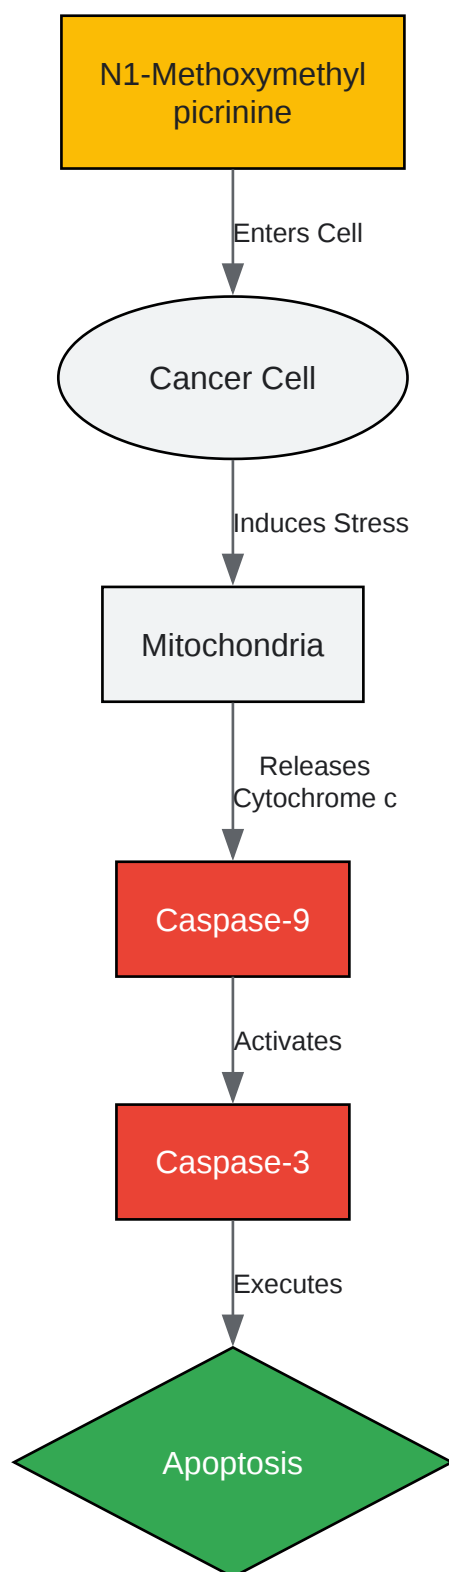 N1-Methoxymethyl
picrinine
Enters Cell
Cancer Cell
Induces Stress
Mitochondria
Releases
Cytochrome c
Caspase-9
Activates
Caspase-3
Executes
Apoptosis